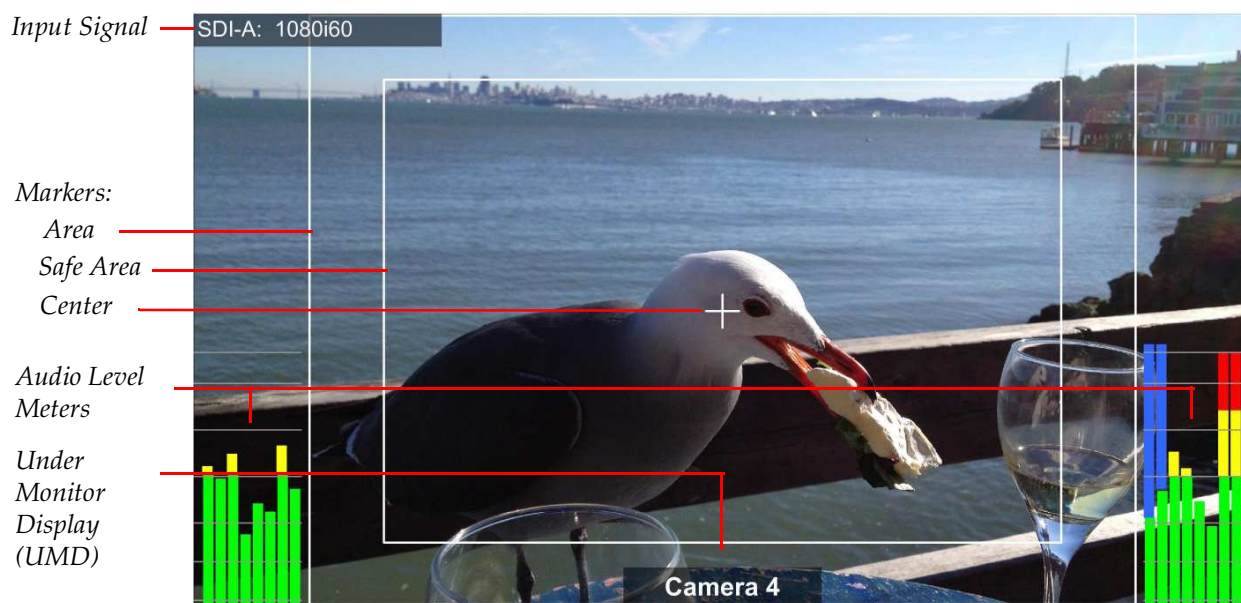 Input Signal
SDI-A: 1080i60
Markers:
Area
Safe Area
Center
Audio Level
Meters
Under
Monitor
Display
(UMD)
Camera 4